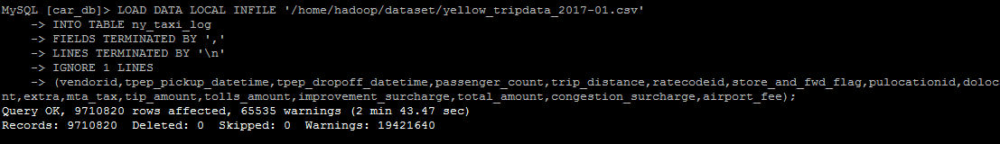 MySQL [car_db]> LOAD DATA LOCAL INFILE '/home/hadoop/dataset/yellow_tripdata_2017-01.csv'
-> INTO TABLE ny_taxi_log
-> FIELDS TERMINATED BY ','
-> LINES TERMINATED BY '\n'
-> IGNORE 1 LINES
-> (vendorid,tpep_pickup_datetime,tpep_dropoff_datetime,passenger_count,trip_distance,ratecodeid,store_and_fwd_flag,pulocationid,doloc
nt,extra,mta_tax,tip_amount,tolls_amount,improvement_surcharge,total_amount,congestion_surcharge,airport_fee);
Query OK, 9710820 rows affected, 65535 warnings (2 min 43.47 sec)
Records: 9710820  Deleted: 0  Skipped: 0  Warnings: 19421640